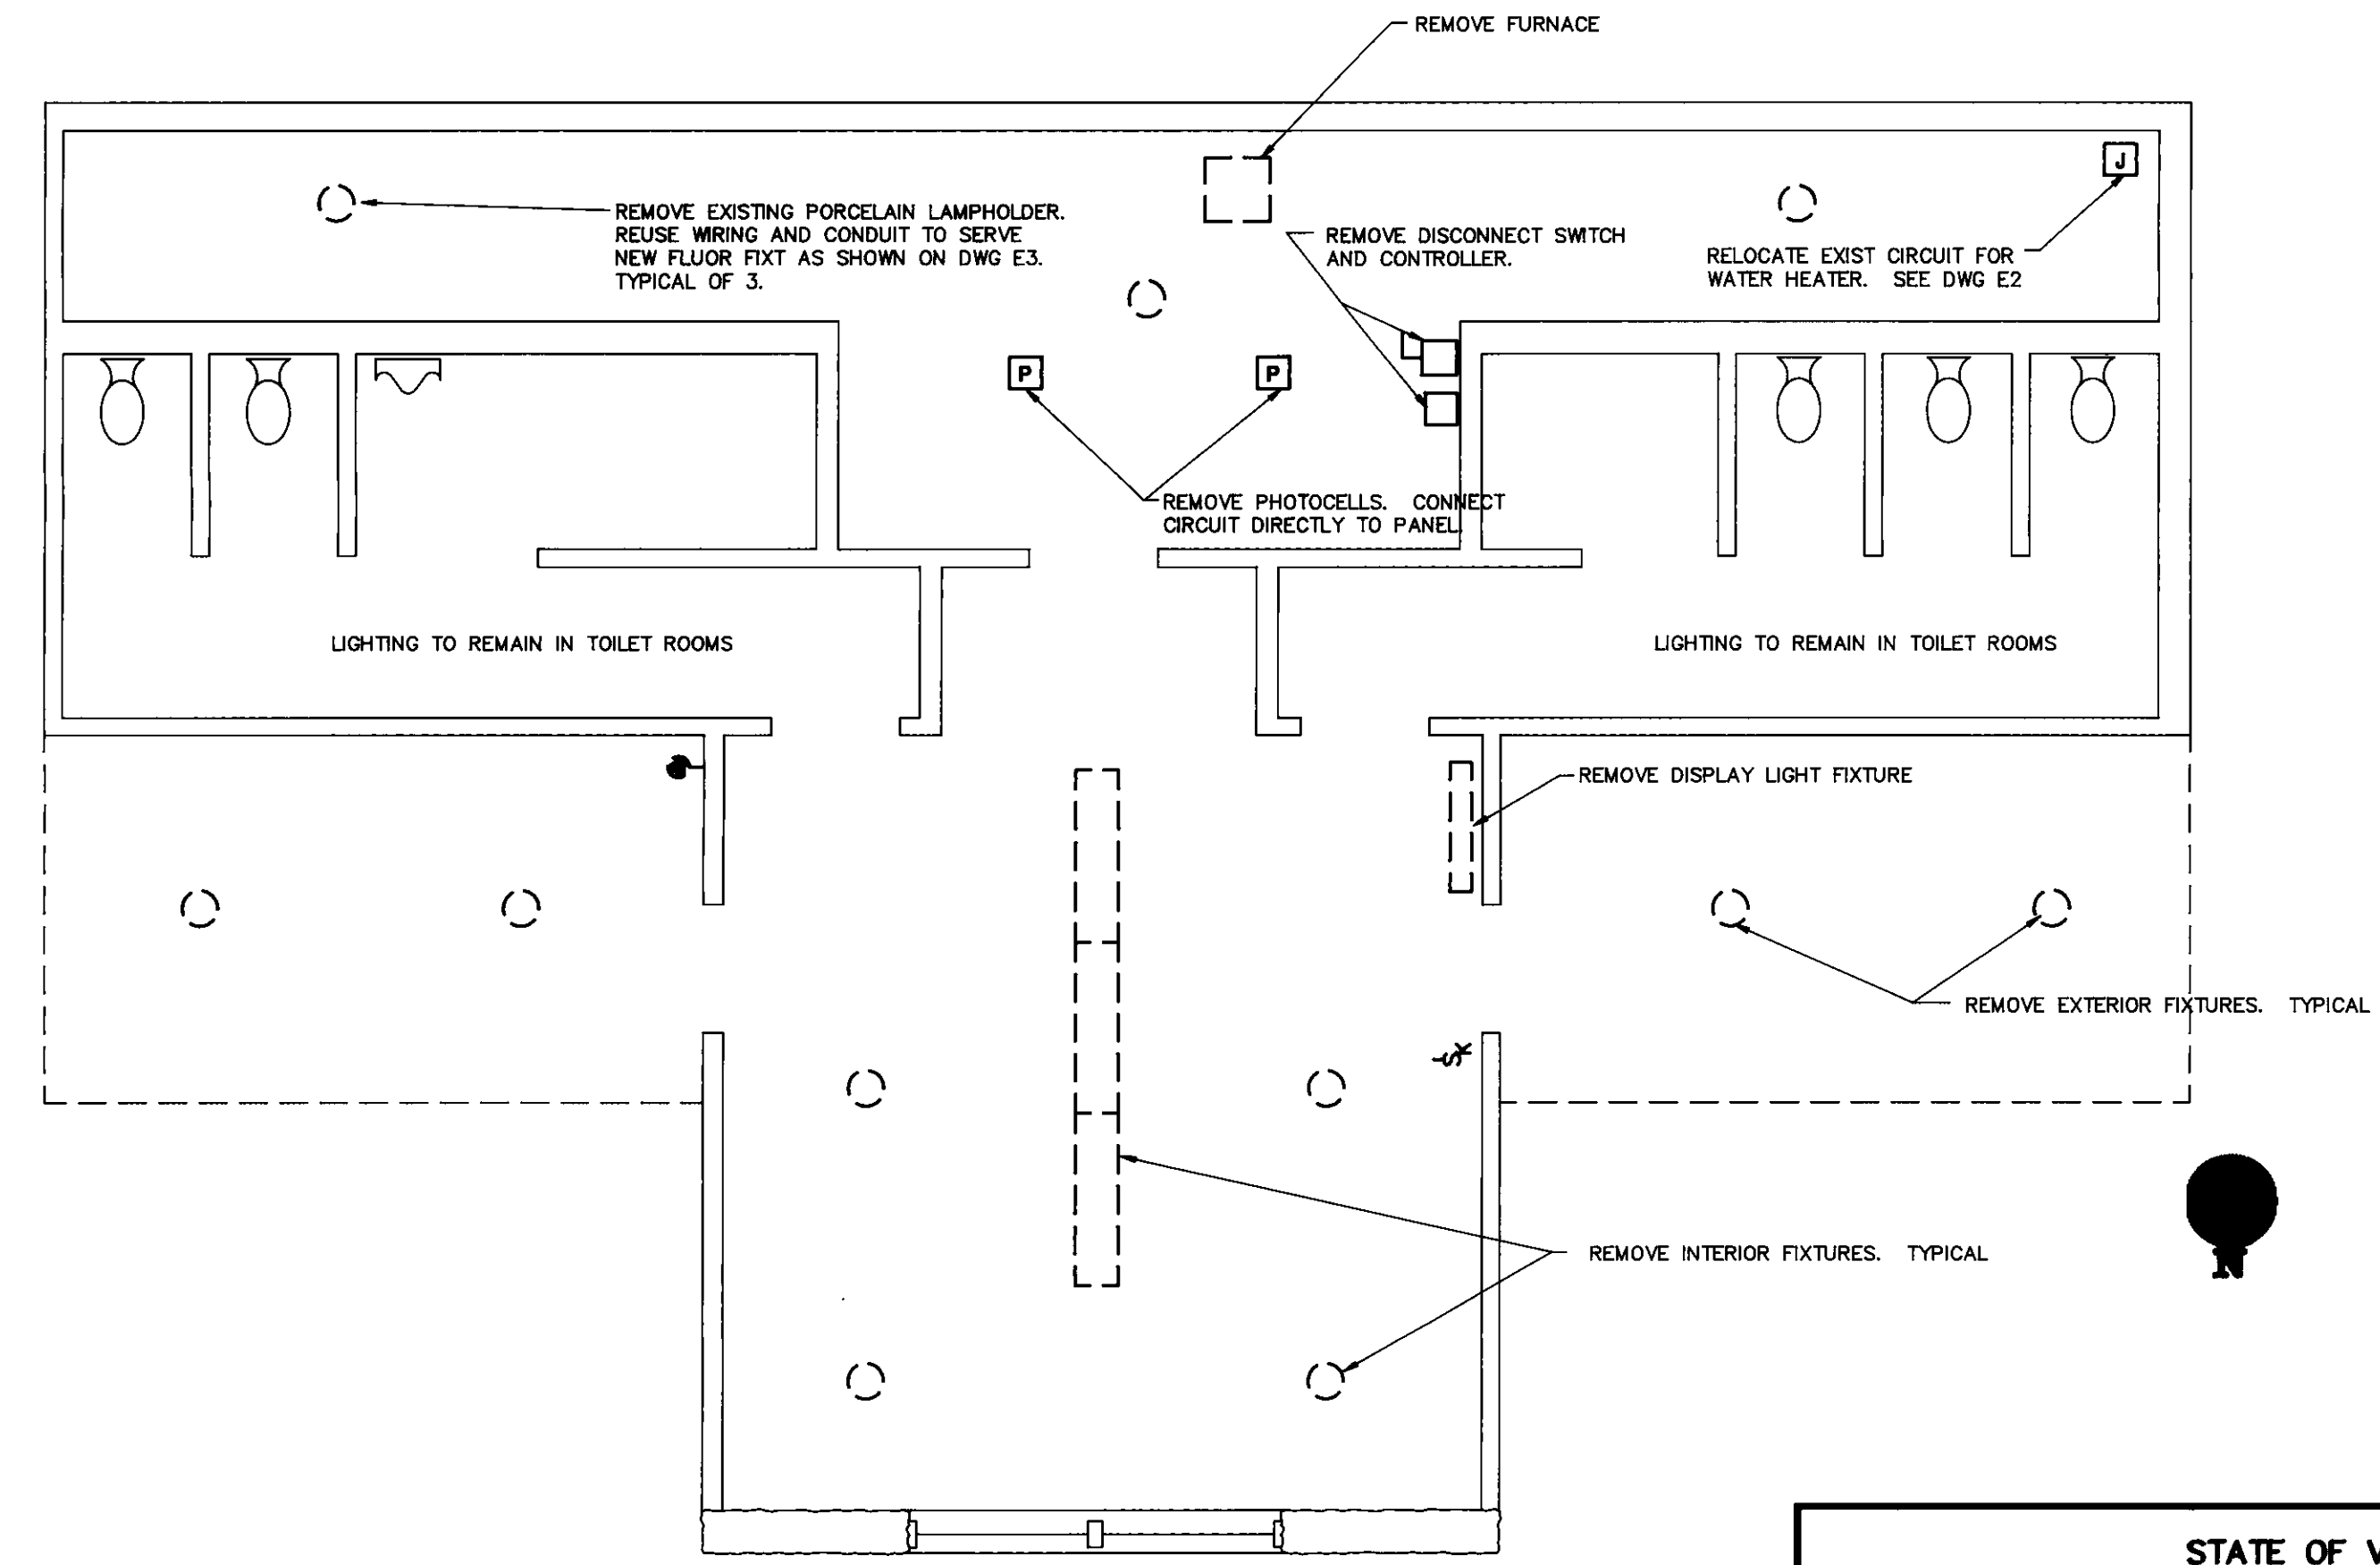 REMOVE FURNACE
REMOVE EXISTING PORCELAIN LAMPHOLDER.
REUSE WIRING AND CONDUIT TO SERVE
NEW FLUOR FIXT AS SHOWN ON DWG E3.
TYPICAL OF 3.
REMOVE DISCONNECT SWITCH
AND CONTROLLER.
J
RELOCATE EXIST CIRCUIT FOR
WATER HEATER. SEE DWG E2
P
P
REMOVE PHOTOCELLS. CONNECT
CIRCUIT DIRECTLY TO PANEL.
LIGHTING TO REMAIN IN TOILET ROOMS
LIGHTING TO REMAIN IN TOILET ROOMS
REMOVE DISPLAY LIGHT FIXTURE
REMOVE EXTERIOR FIXTURES. TYPICAL
SK
REMOVE INTERIOR FIXTURES. TYPICAL
N
STATE OF